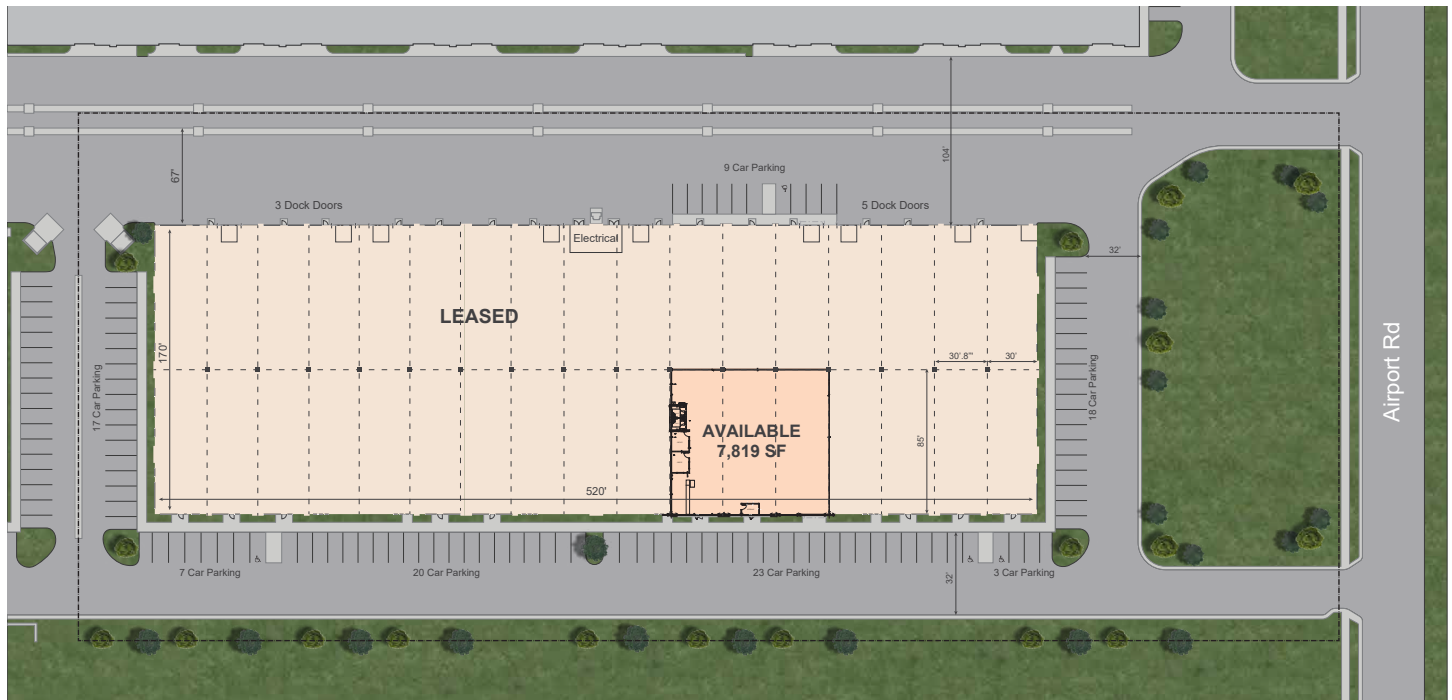 9 Car Parking
104'
67'
3 Dock Doors
5 Dock Doors
Electrical
32'
LEASED
170'
30'.8"'
30'
17 Car Parking
18 Car Parking
Airport Rd
AVAILABLE
7,819 SF
85'
520'
7 Car Parking
20 Car Parking
23 Car Parking
3 Car Parking
32'